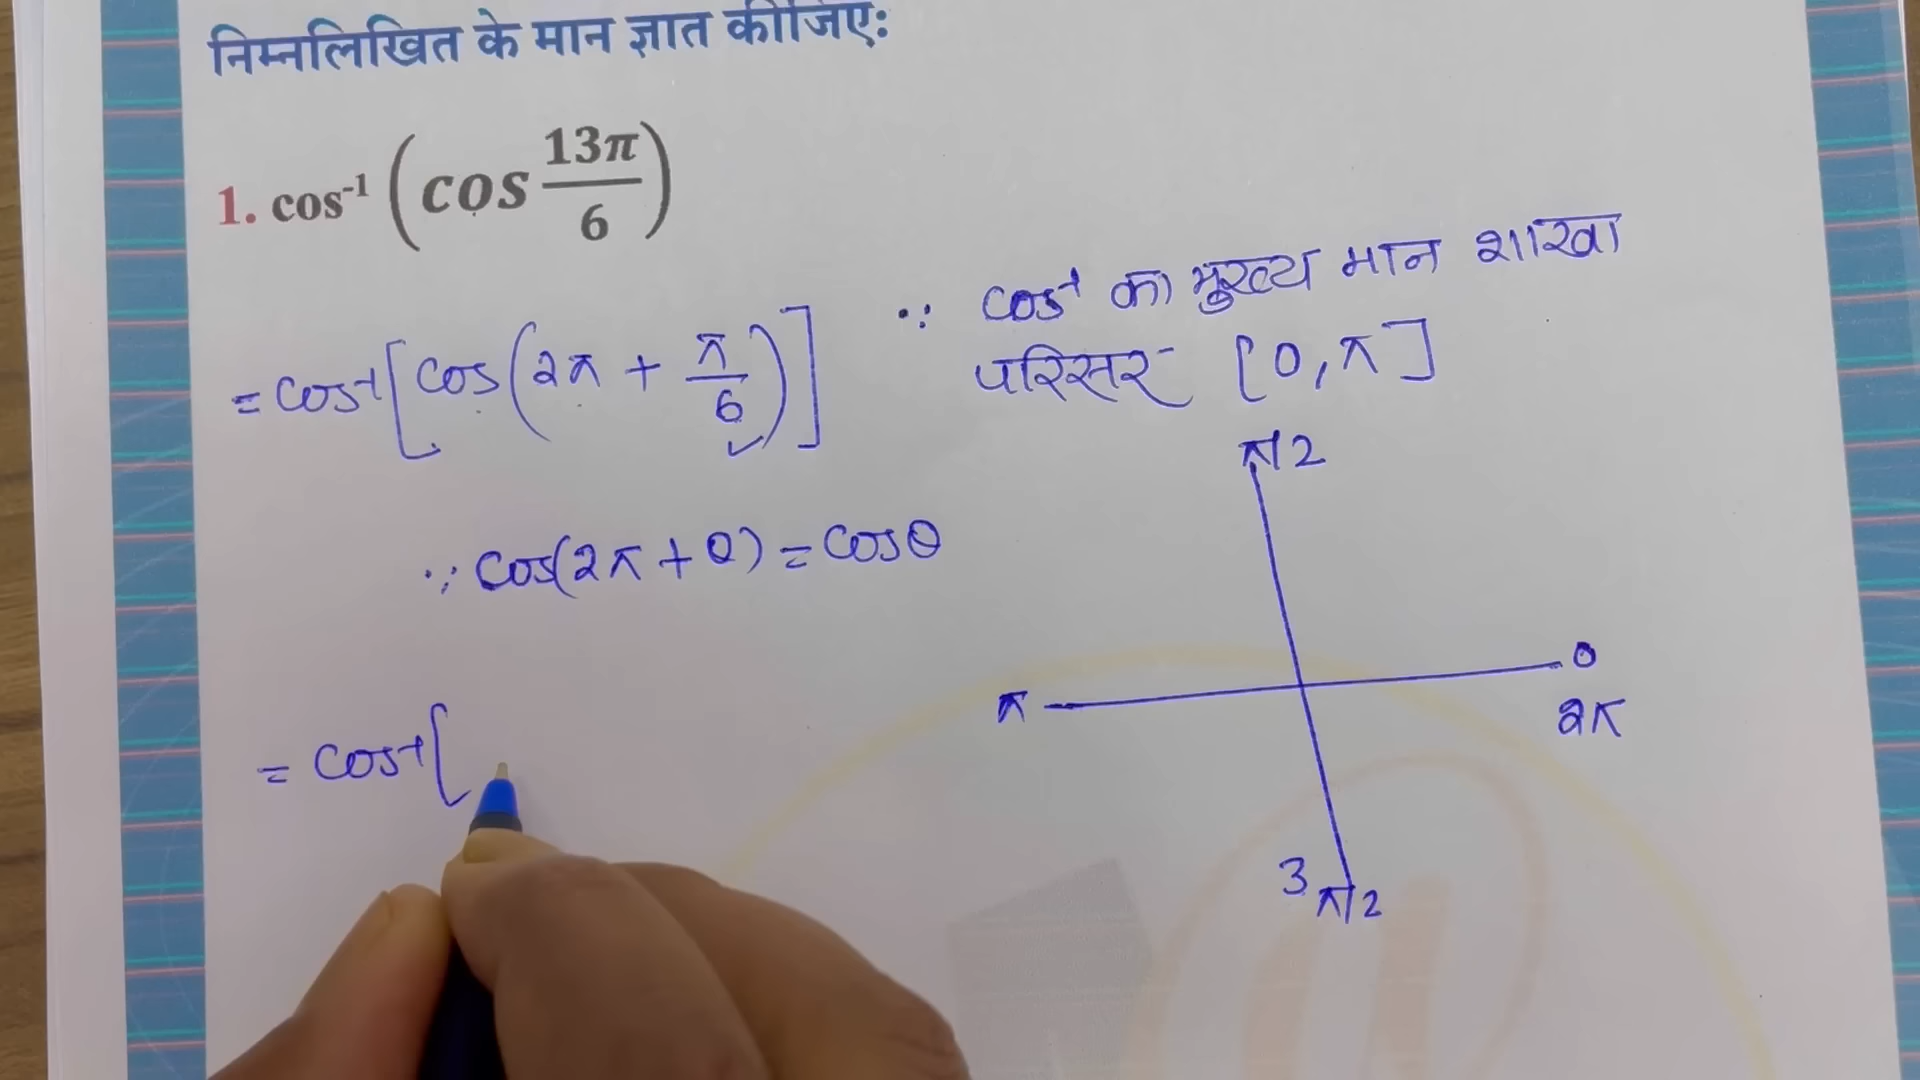 निम्नलिखित के मान ज्ञात कीजिए:
1. cos⁻¹ (cos 13π/6)
= cos⁻¹[cos(2π + π/6)]
∵ cos⁻¹ का मुख्य मान शाखा
परिसर [0, π]
∵ cos(2π + θ) = cosθ
= cos⁻¹[
π/2
π
0
2π
3π/2